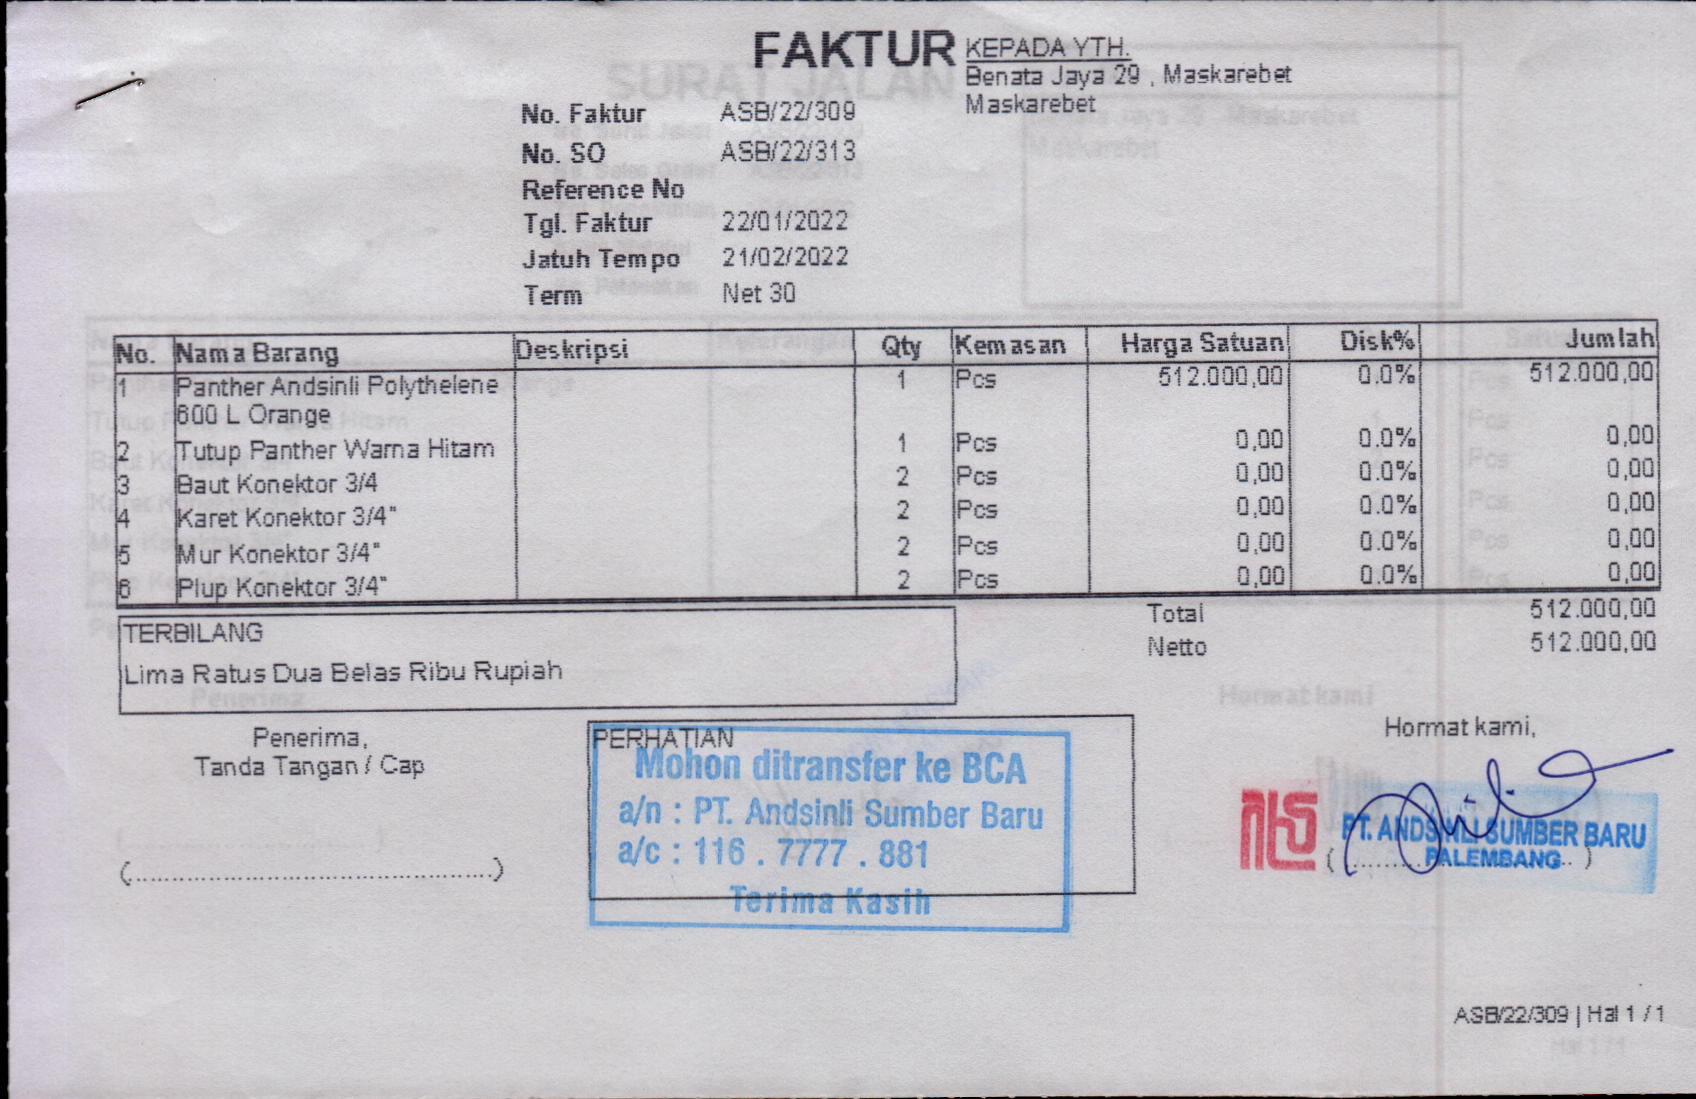 FAKTUR
KEPADA YTH.
Benata Jaya 29 , Maskarebet
Maskarebet
No. Faktur ASB/22/309
No. SO ASB/22/313
Reference No
Tgl. Faktur 22/01/2022
Jatuh Tempo 21/02/2022
Term Net 30
No. Nama Barang Deskripsi Qty Kemasan Harga Satuan Disk% Jumlah
1 Panther Andsinli Polythelene 1 Pcs 512.000,00 0.0% 512.000,00
600 L Orange
2 Tutup Panther Warna Hitam 1 Pcs 0,00 0.0% 0,00
3 Baut Konektor 3/4 2 Pcs 0,00 0.0% 0,00
4 Karet Konektor 3/4" 2 Pcs 0,00 0.0% 0,00
5 Mur Konektor 3/4" 2 Pcs 0,00 0.0% 0,00
6 Plup Konektor 3/4" 2 Pcs 0,00 0.0% 0,00
Total 512.000,00
Netto 512.000,00
TERBILANG
Lima Ratus Dua Belas Ribu Rupiah
Penerima,
Tanda Tangan / Cap
(................................................)
PERHATIAN
Mohon ditransfer ke BCA
a/n : PT. Andsinli Sumber Baru
a/c : 116 . 7777 . 881
Terima Kasih
Hormat kami,
PT. ANDSINLI SUMBER BARU
PALEMBANG
ASB/22/309 | Hal 1 / 1